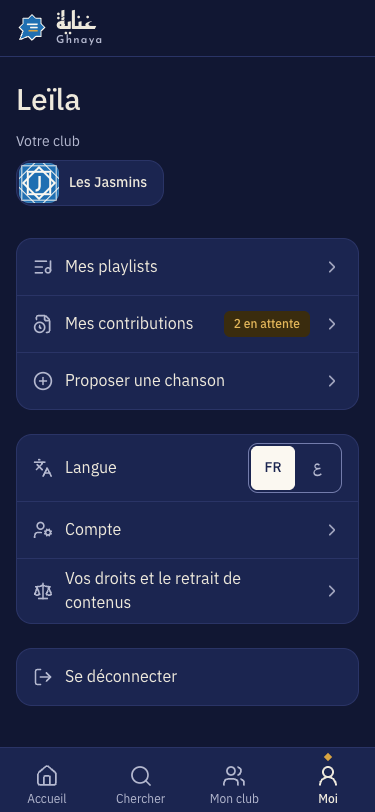 غناية
Ghnaya
Leïla
Votre club
J
Les Jasmins
Mes playlists
Mes contributions
2 en attente
Proposer une chanson
Langue
FR
ع
Compte
Vos droits et le retrait de
contenus
Se déconnecter
Accueil
Chercher
Mon club
Moi